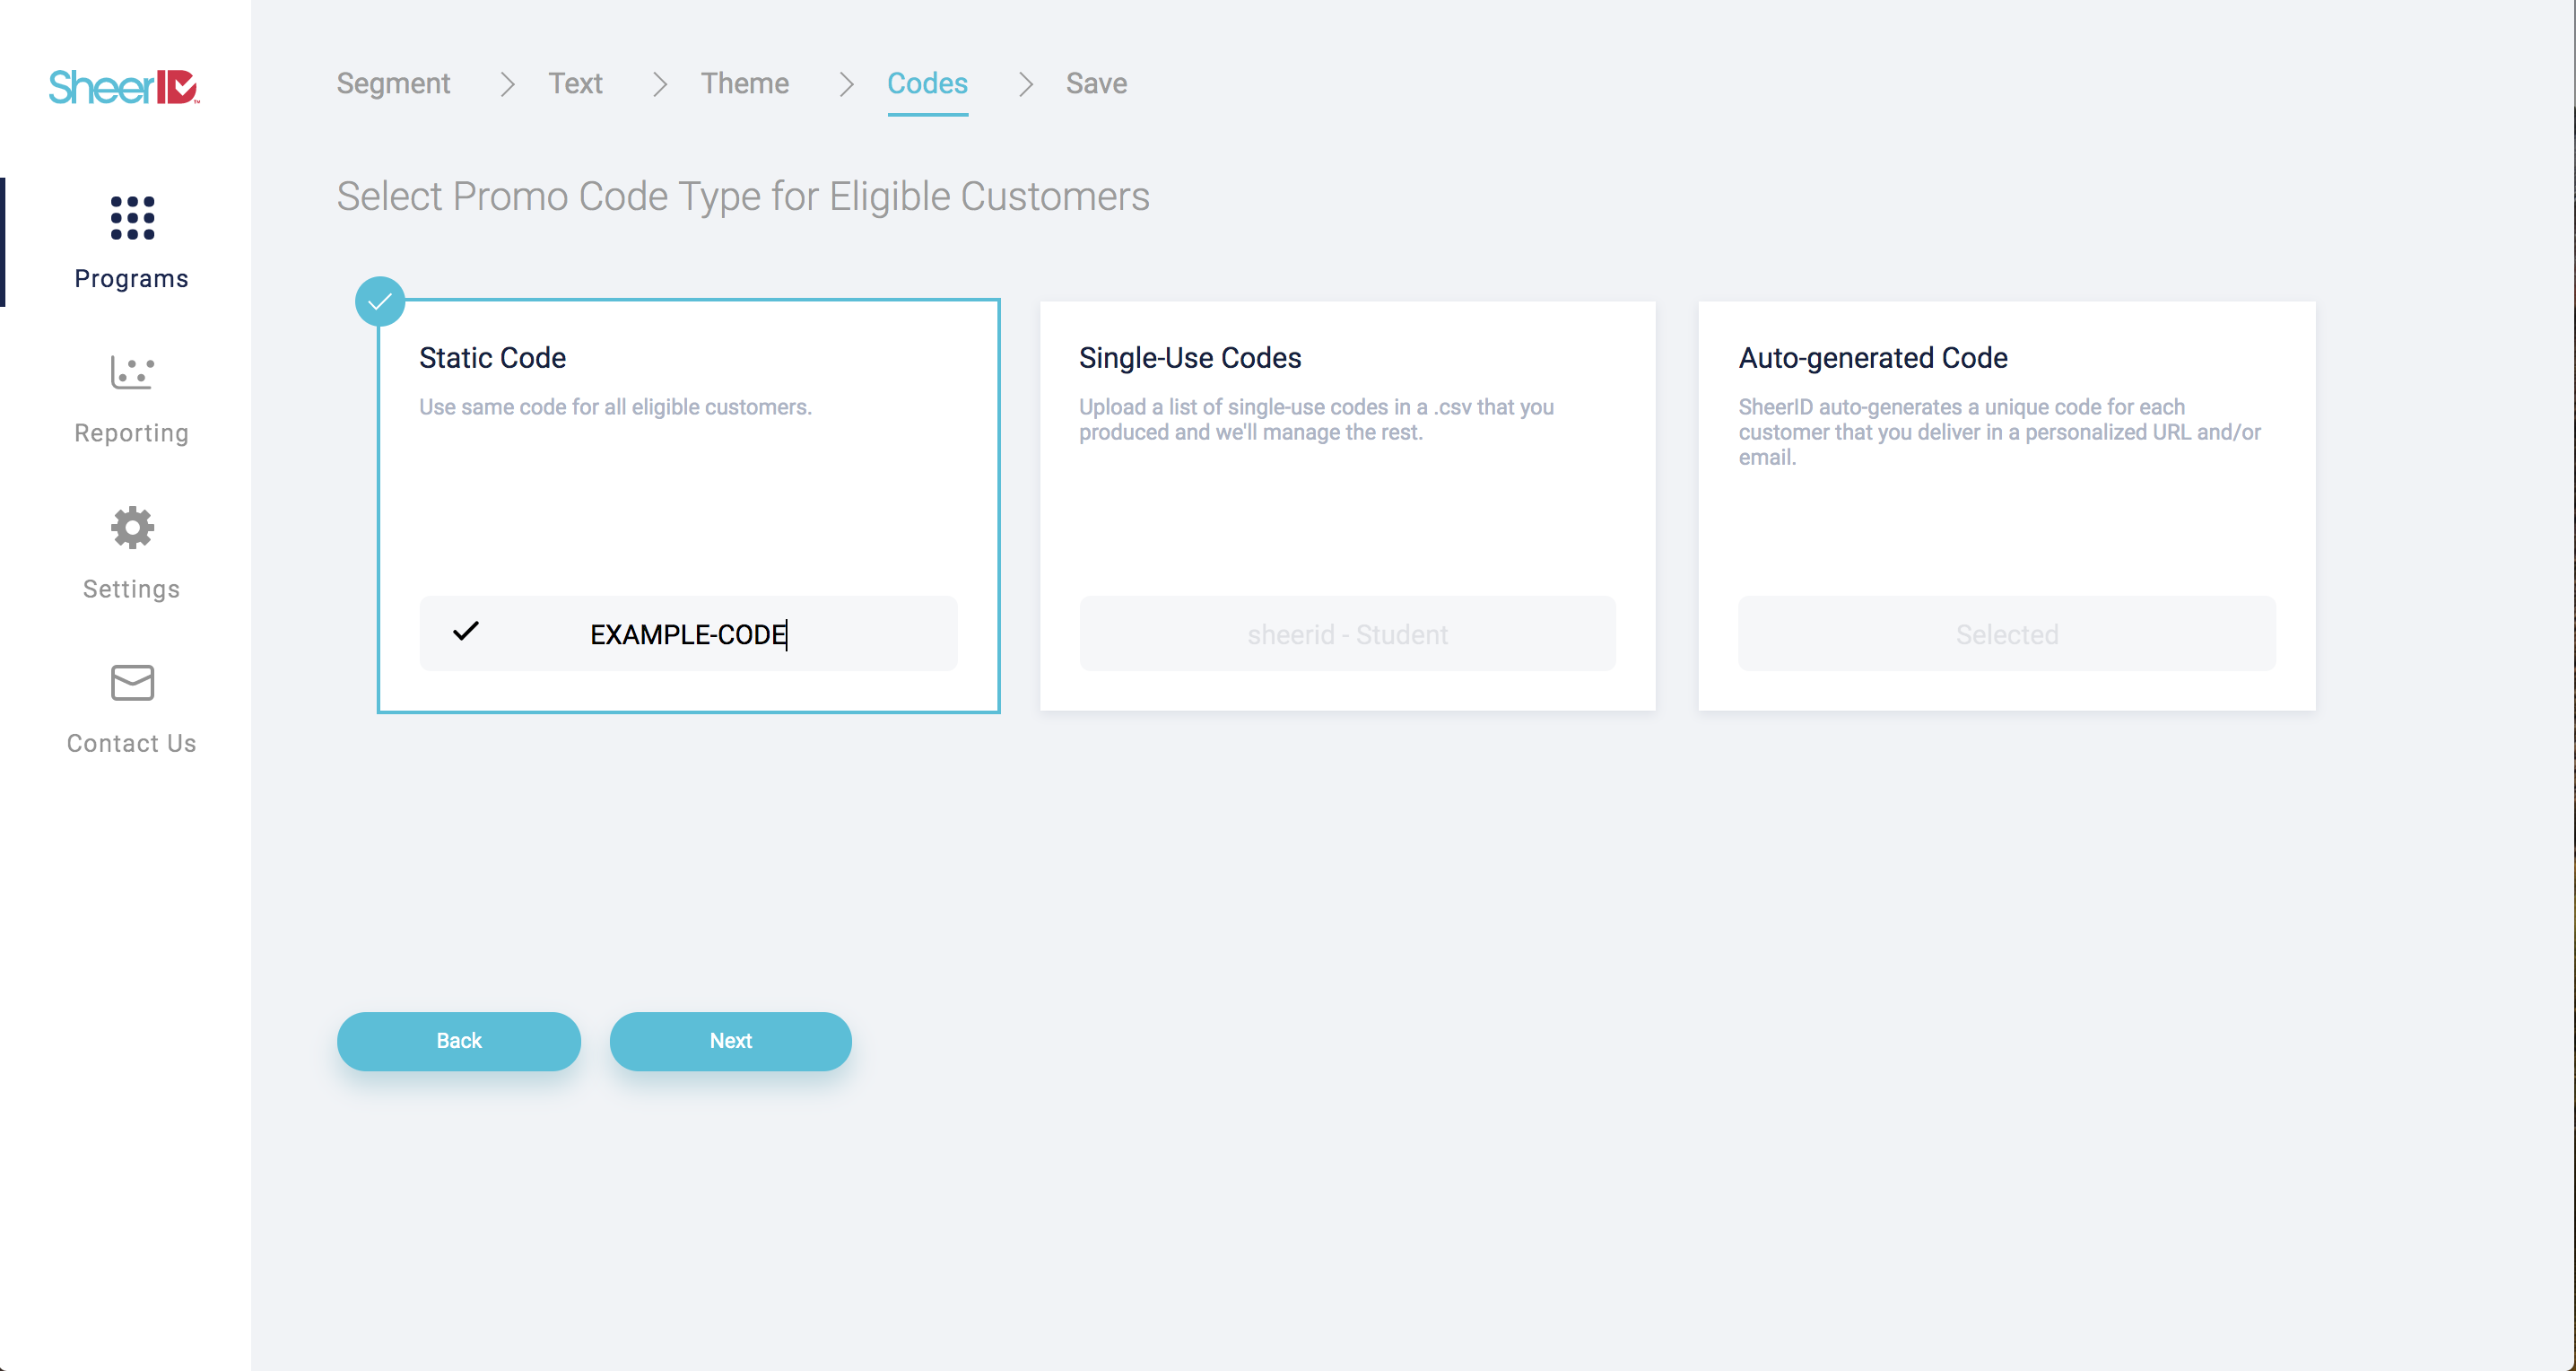 SheerID
Segment
Text
Theme
Codes
Save
Programs
Reporting
Settings
Contact Us
Select Promo Code Type for Eligible Customers
Static Code
Use same code for all eligible customers.
EXAMPLE-CODE
Single-Use Codes
Upload a list of single-use codes in a .csv that you
produced and we'll manage the rest.
sheerid - Student
Auto-generated Code
SheerID auto-generates a unique code for each
customer that you deliver in a personalized URL and/or
email.
Selected
Back
Next